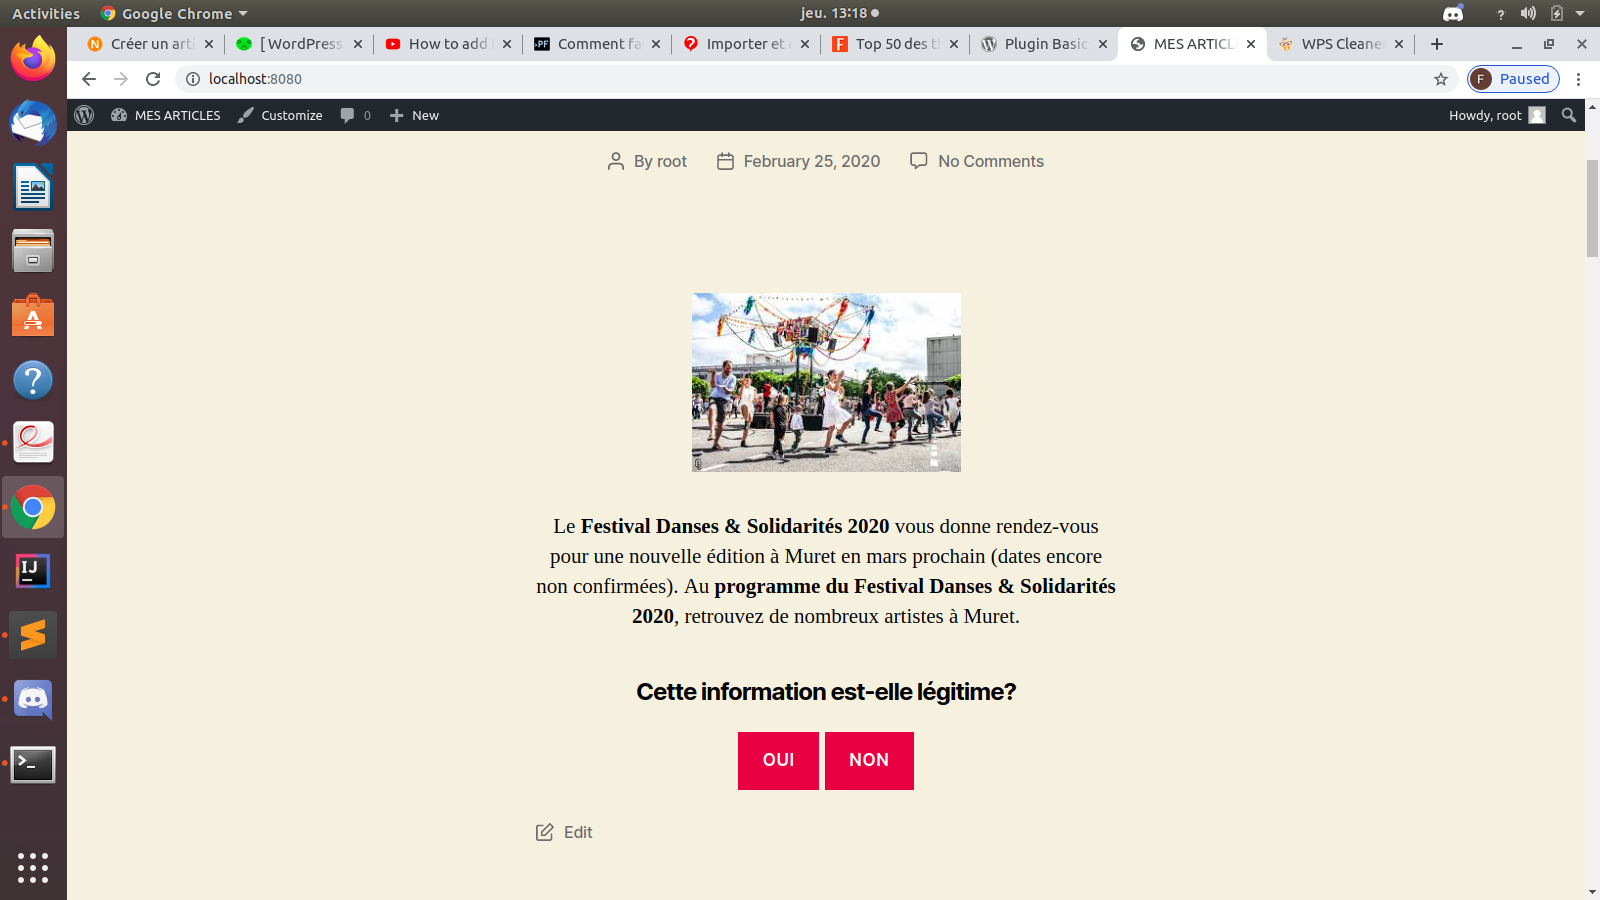 Activities
Google Chrome
jeu. 13:18
?
Créer un arti
[ WordPress
How to add
Comment fa
Importer et
Top 50 des t
Plugin Basic
MES ARTICL
WPS Cleane
localhost:8080
F
Paused
MES ARTICLES
Customize
0
New
Howdy, root
By root
February 25, 2020
No Comments
Le Festival Danses & Solidarités 2020 vous donne rendez-vous
pour une nouvelle édition à Muret en mars prochain (dates encore
non confirmées). Au programme du Festival Danses & Solidarités
2020, retrouvez de nombreux artistes à Muret.
Cette information est-elle légitime?
OUI
NON
Edit